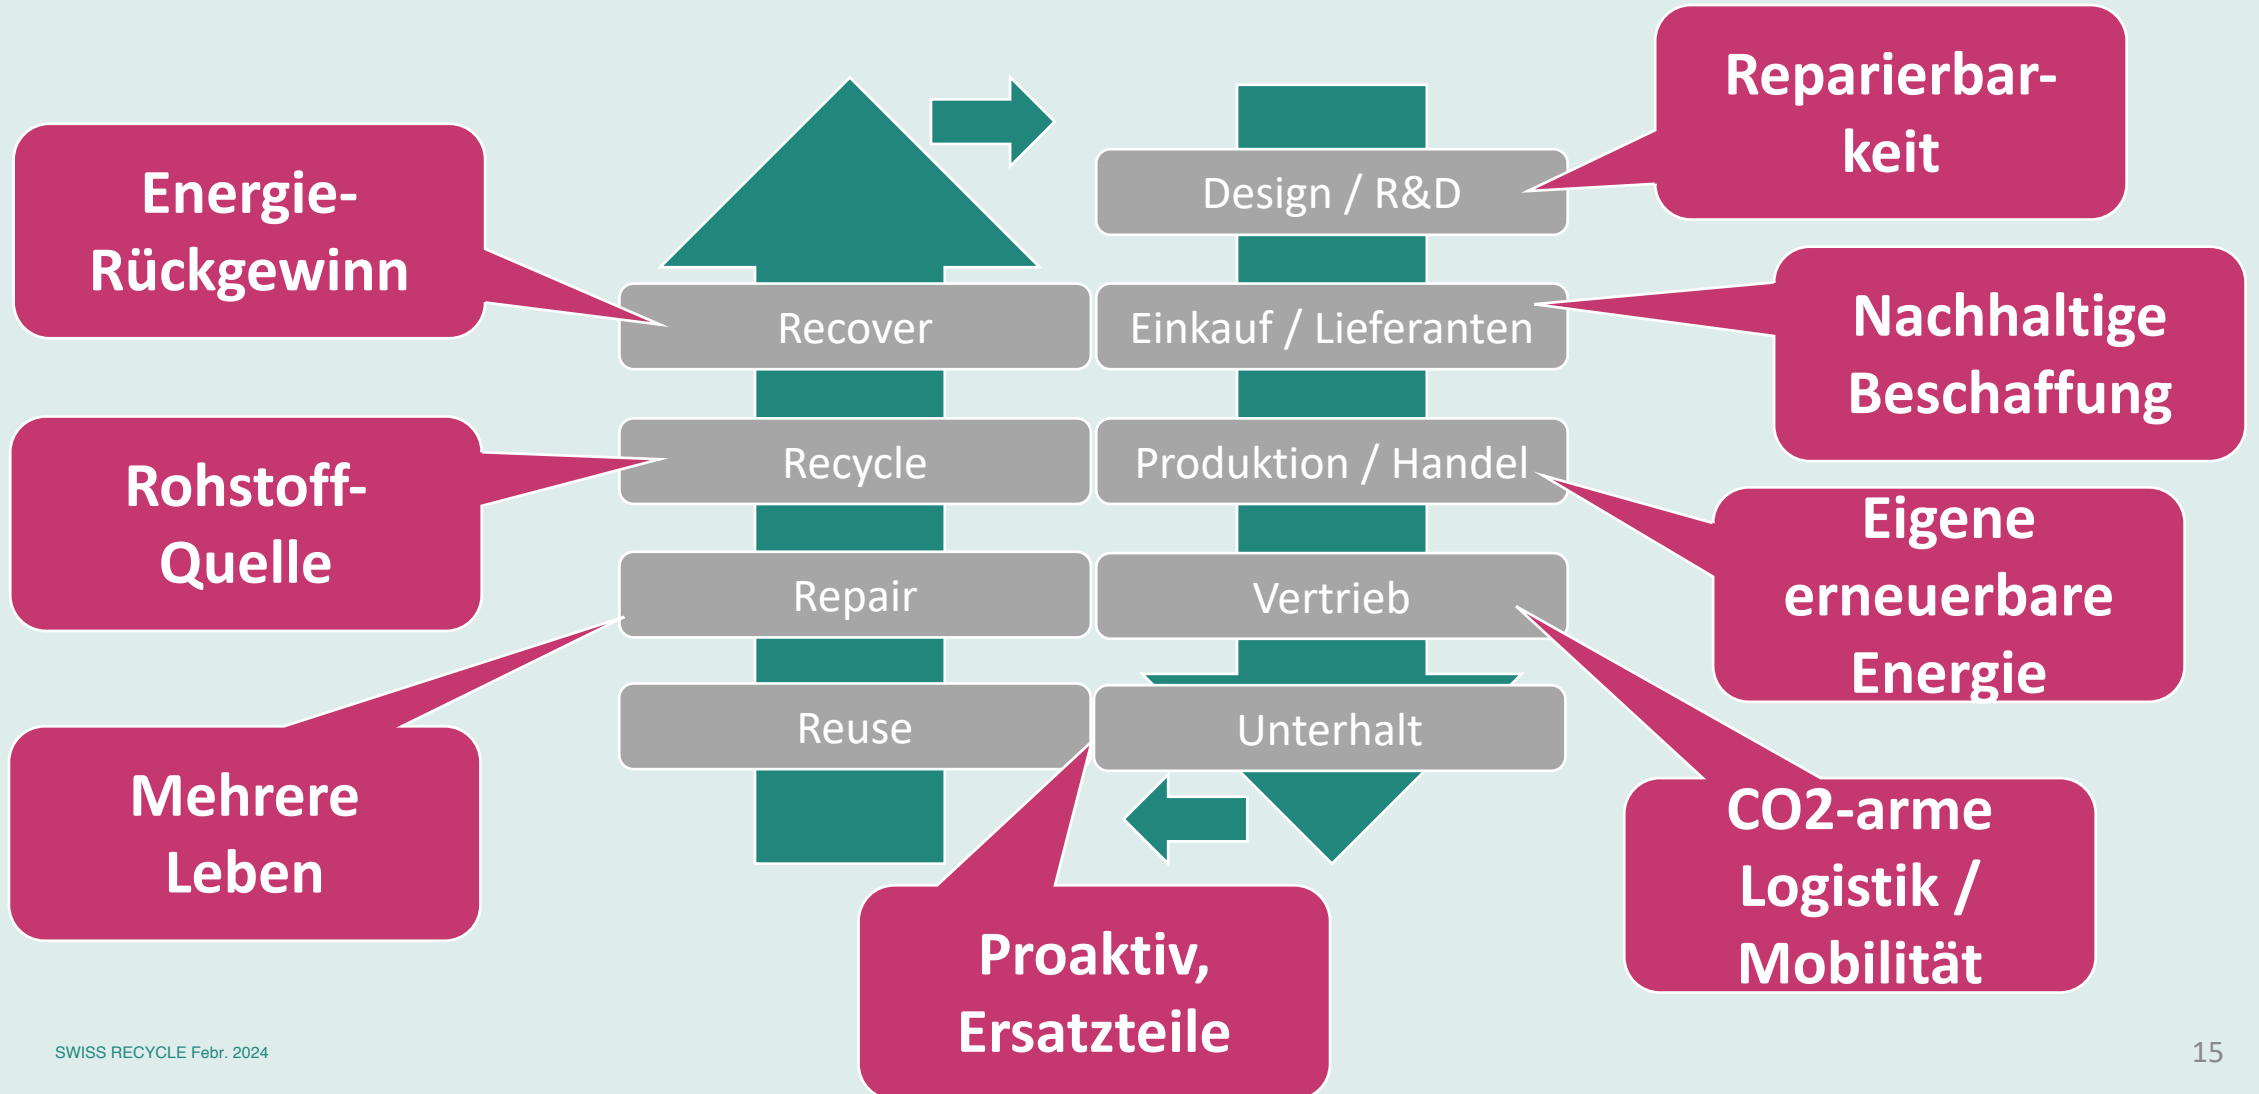 Energie-
Rückgewinn
Rohstoff-
Quelle
Mehrere
Leben
Recover
Recycle
Repair
Reuse
Design / R&D
Einkauf / Lieferanten
Produktion / Handel
Vertrieb
Unterhalt
Reparierbar-
keit
Nachhaltige
Beschaffung
Eigene
erneuerbare
Energie
CO2-arme
Logistik /
Mobilität
Proaktiv,
Ersatzteile
SWISS RECYCLE Febr. 2024
15